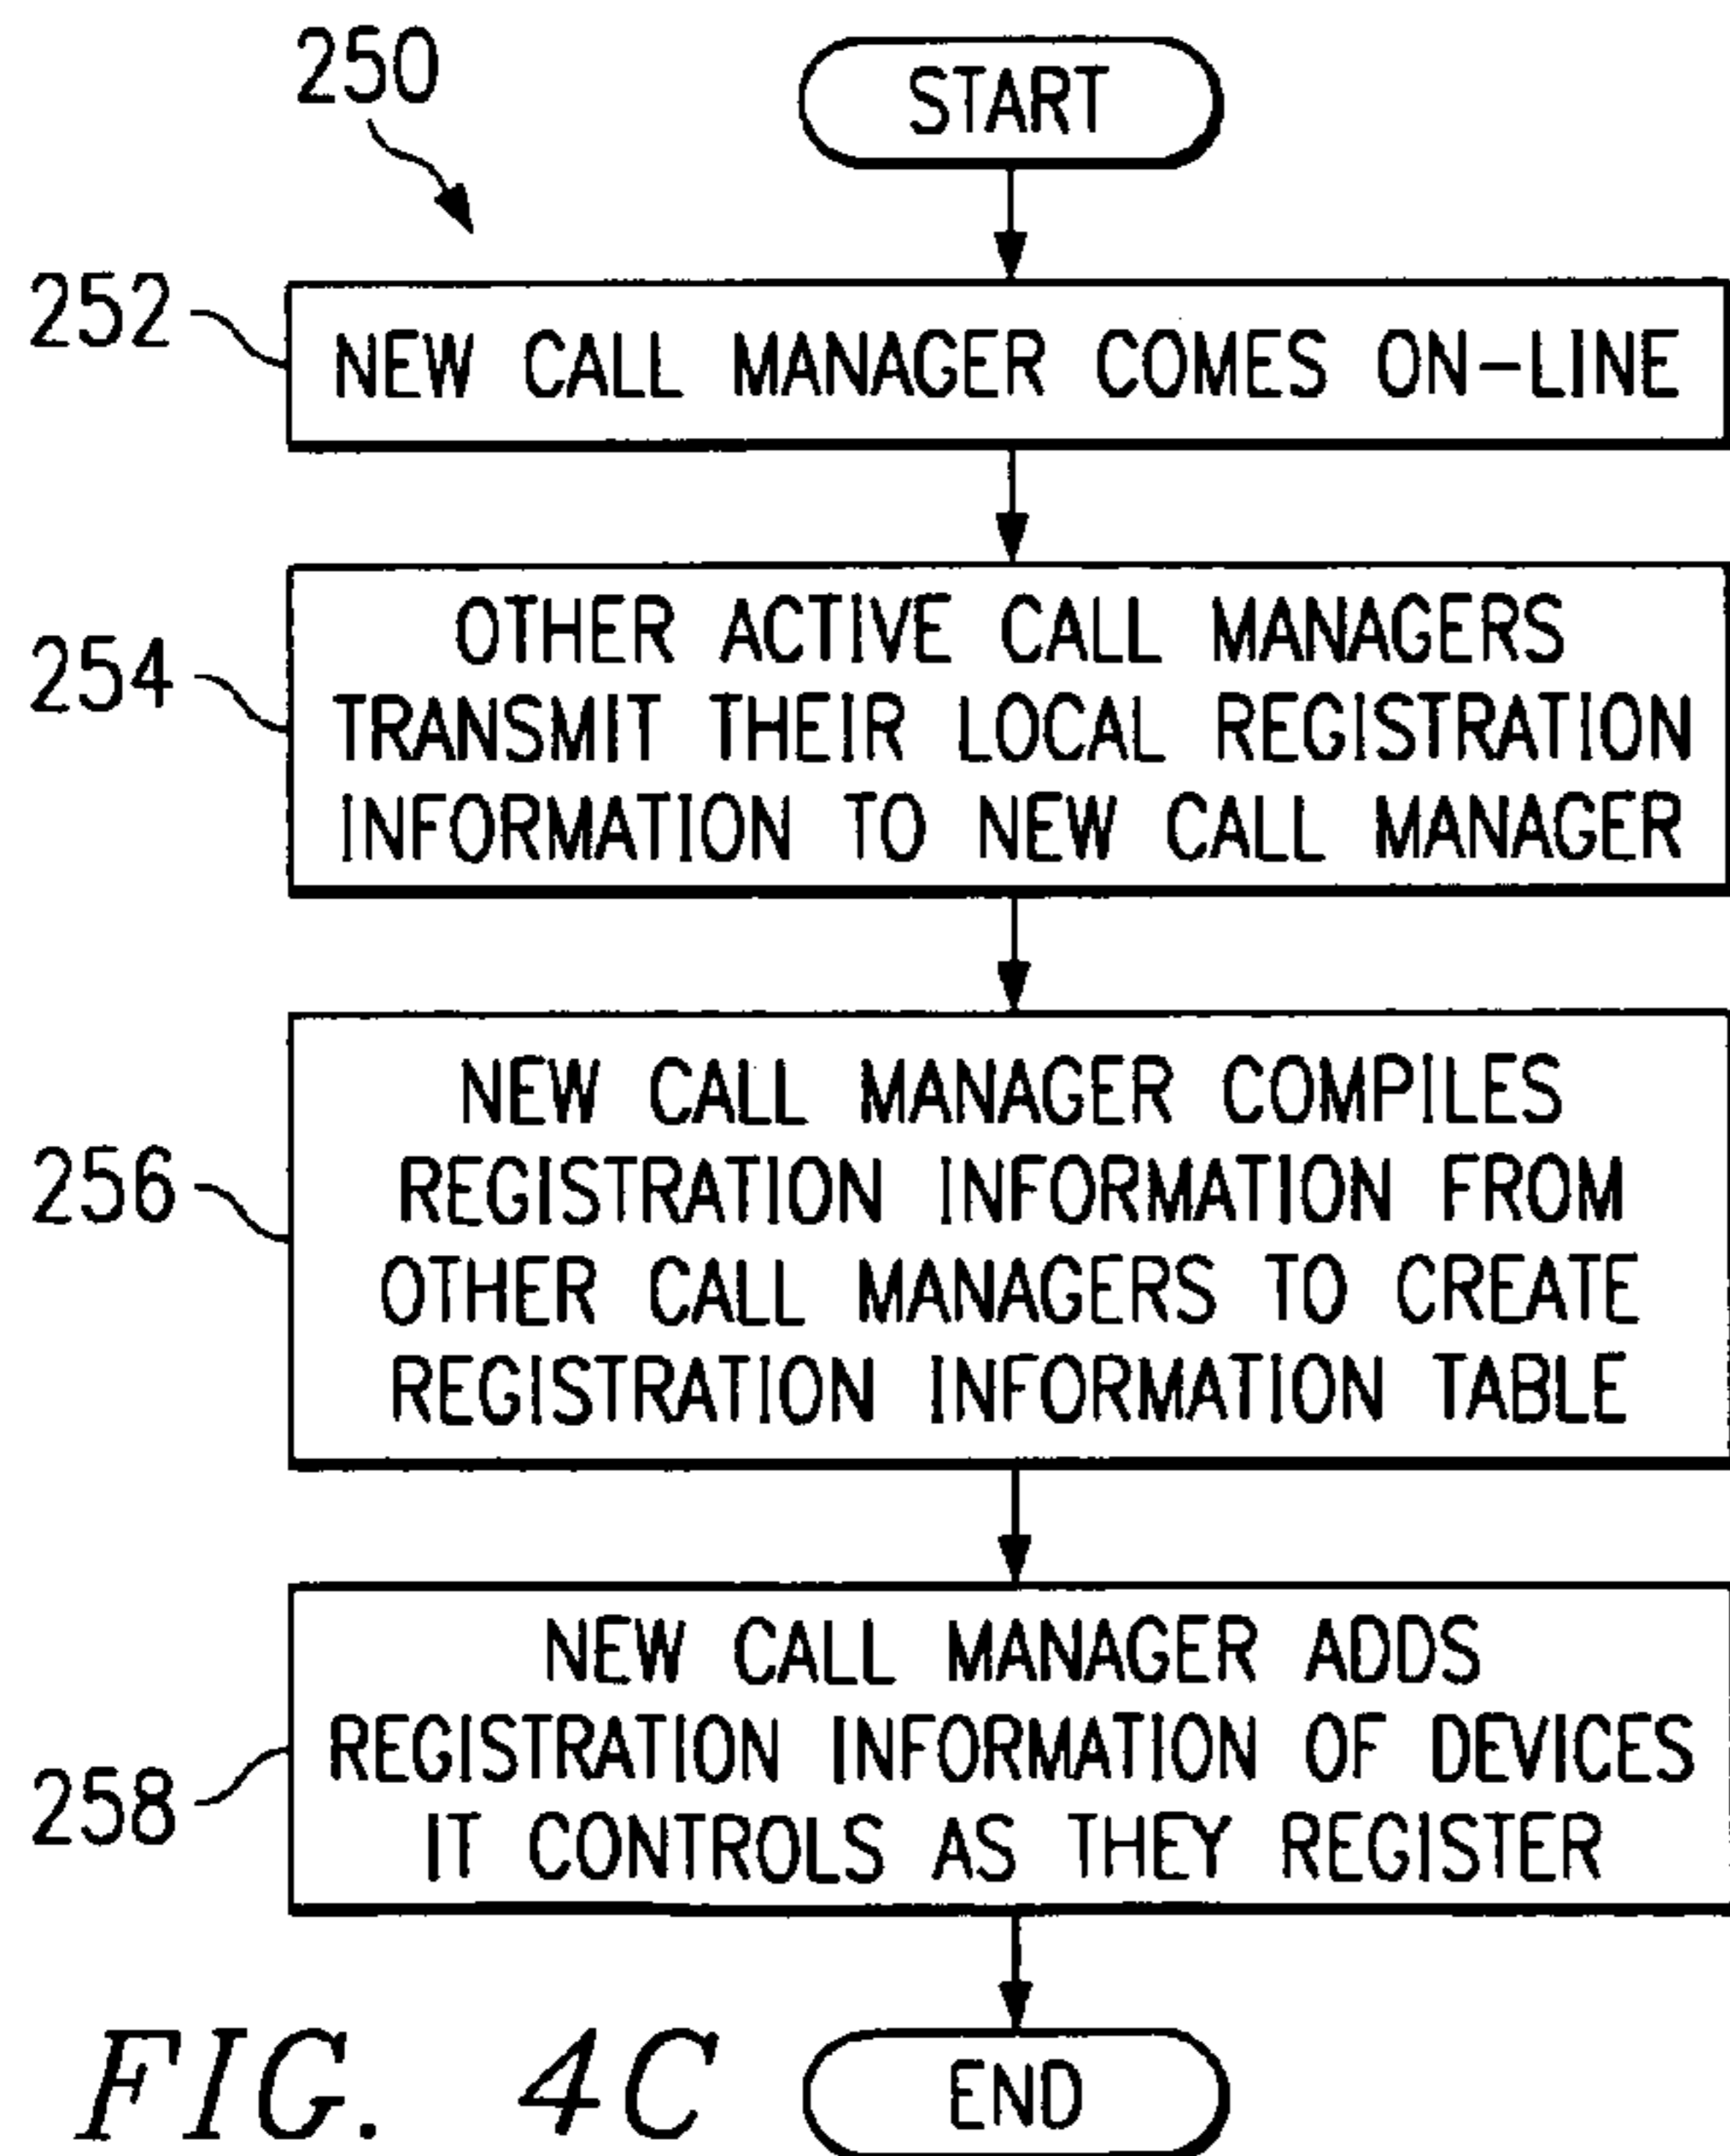 250
START
252
NEW CALL MANAGER COMES ON-LINE
254
OTHER ACTIVE CALL MANAGERS
TRANSMIT THEIR LOCAL REGISTRATION
INFORMATION TO NEW CALL MANAGER
256
NEW CALL MANAGER COMPILES
REGISTRATION INFORMATION FROM
OTHER CALL MANAGERS TO CREATE
REGISTRATION INFORMATION TABLE
258
NEW CALL MANAGER ADDS
REGISTRATION INFORMATION OF DEVICES
IT CONTROLS AS THEY REGISTER
END
FIG. 4C